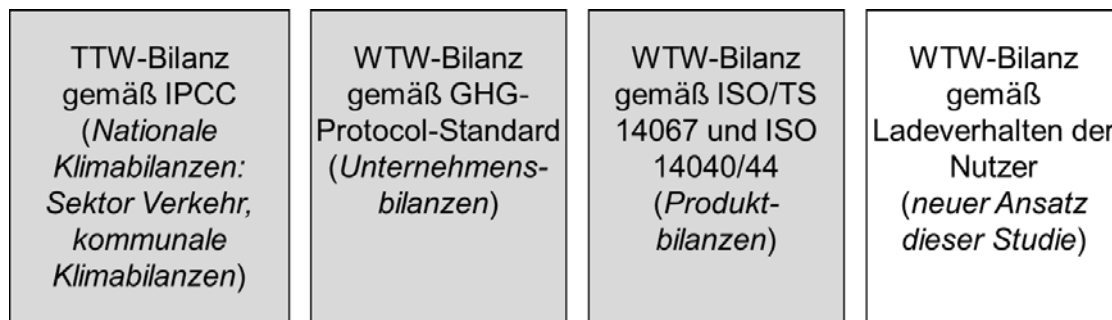 TTW-Bilanz
gemäß IPCC
(Nationale
Klimabilanzen:
Sektor Verkehr,
kommunale
Klimabilanzen)
WTW-Bilanz
gemäß GHG-
Protocol-Standard
(Unternehmens-
bilanzen)
WTW-Bilanz
gemäß ISO/TS
14067 und ISO
14040/44
(Produkt-
bilanzen)
WTW-Bilanz
gemäß
Ladeverhalten der
Nutzer
(neuer Ansatz
dieser Studie)